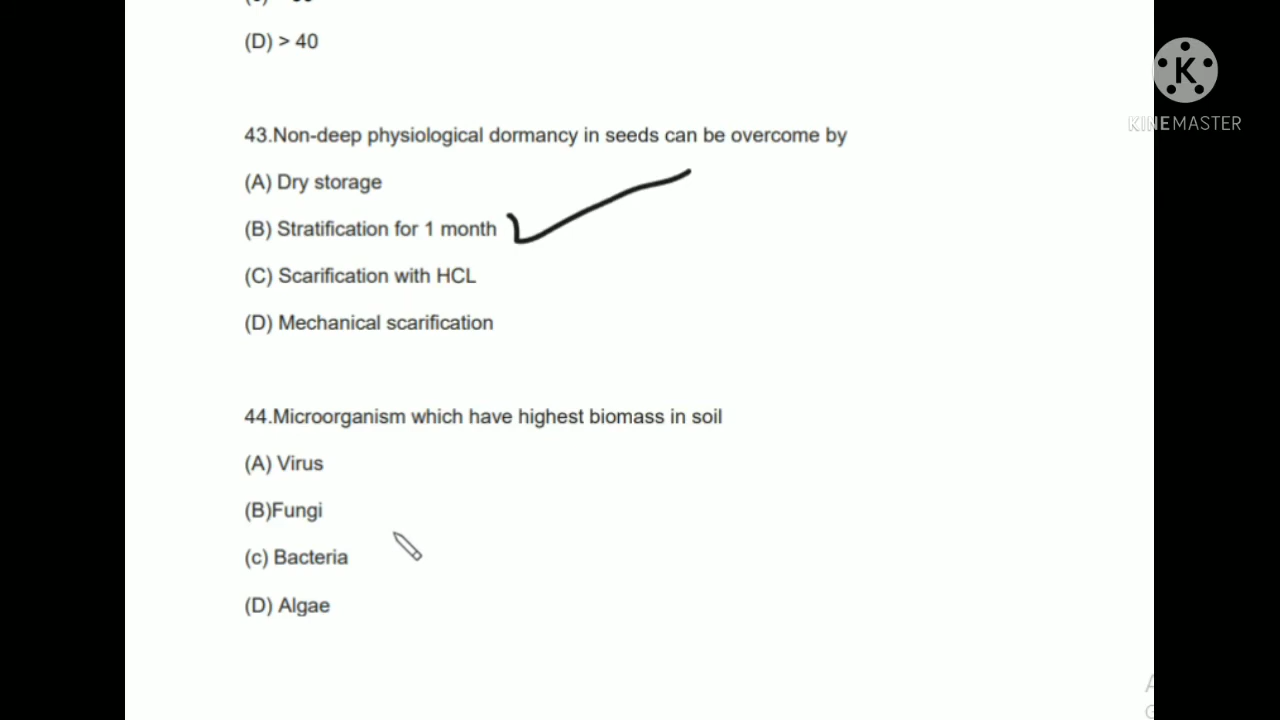 (D) > 40
43.Non-deep physiological dormancy in seeds can be overcome by
(A) Dry storage
(B) Stratification for 1 month
(C) Scarification with HCL
(D) Mechanical scarification
44.Microorganism which have highest biomass in soil
(A) Virus
(B)Fungi
(c) Bacteria
(D) Algae
K
KINEMASTER